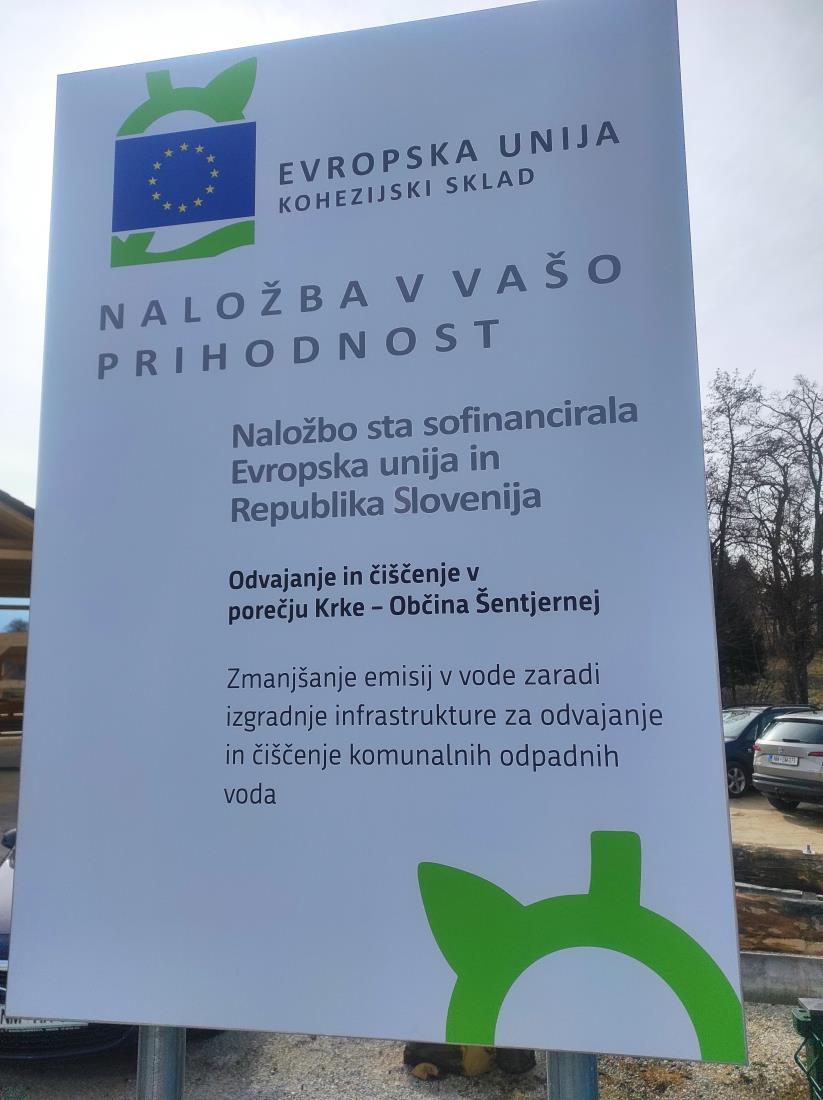 EVROPSKA UNIJA
KOHEZIJSKI SKLAD
NALOŽBA V VAŠO
PRIHODNOST
Naložbo sta sofinancirala
Evropska unija in
Republika Slovenija
Odvajanje in čiščenje v
porečju Krke – Občina Šentjernej
Zmanjšanje emisij v vode zaradi
izgradnje infrastrukture za odvajanje
in čiščenje komunalnih odpadnih
voda